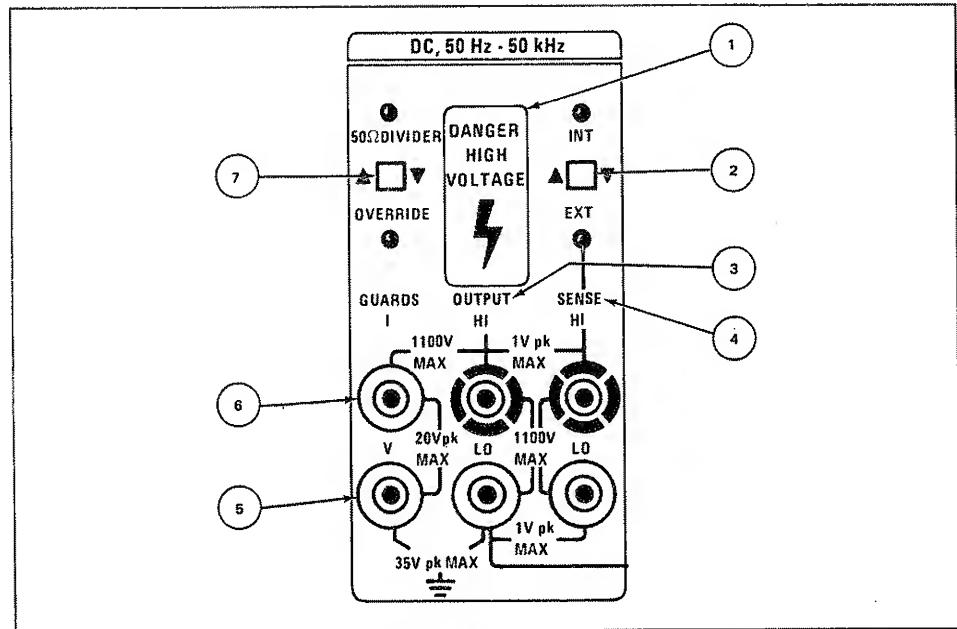 DC, 50 Hz - 50 kHz
1
50ΩDIVIDER
DANGER
HIGH
VOLTAGE
INT
7
2
OVERRIDE
EXT
3
GUARDS
I
OUTPUT
HI
SENSE
HI
4
1100V
MAX
1V pk
MAX
6
V
20Vpk
MAX
LO
1100V
MAX
LO
5
1V pk
MAX
35V pk MAX